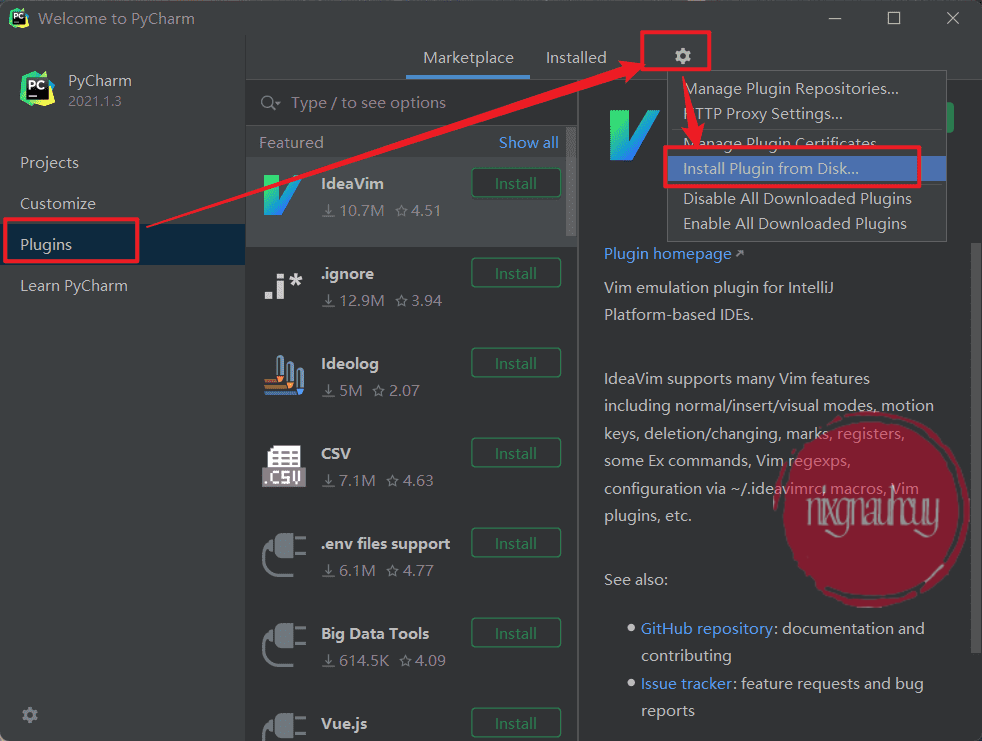 Welcome to PyCharm
PyCharm
2021.1.3
Projects
Customize
Plugins
Learn PyCharm
Marketplace
Installed
Type / to see options
Featured
Show all
IdeaVim
Install
10.7M
4.51
.i*
.ignore
Install
12.9M
3.94
Ideolog
Install
5M
2.07
.CSV
CSV
Install
7.1M
4.63
.env files support
Install
6.1M
4.77
Big Data Tools
Install
614.5K
4.09
Vue.js
Install
Manage Plugin Repositories...
HTTP Proxy Settings...
Manage Plugin Certificates
Install Plugin from Disk...
Disable All Downloaded Plugins
Enable All Downloaded Plugins
Plugin homepage
Vim emulation plugin for IntelliJ
Platform-based IDEs.
IdeaVim supports many Vim features
including normal/insert/visual modes, motion
keys, deletion/changing, marks, registers,
some Ex commands, Vim regexps,
configuration via ~/.ideavimrc, macros, Vim
plugins, etc.
See also:
GitHub repository: documentation and
contributing
Issue tracker: feature requests and bug
reports